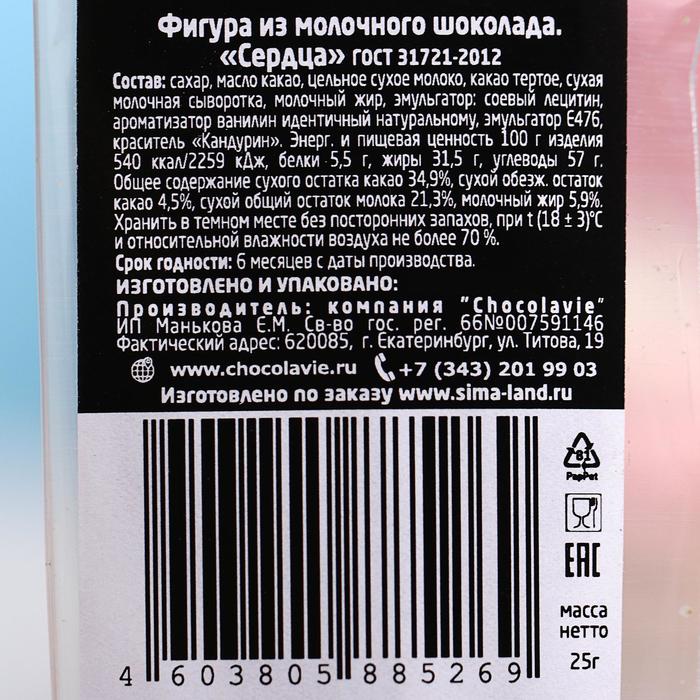 Фигура из молочного шоколада.
«Сердца» ГОСТ 31721-2012
Состав: сахар, масло какао, цельное сухое молоко, какао тертое, сухая
молочная сыворотка, молочный жир, эмульгатор: соевый лецитин,
ароматизатор ванилин идентичный натуральному, эмульгатор Е476,
краситель «Кандурин». Энерг. и пищевая ценность 100 г изделия
540 ккал/2259 кДж, белки 5,5 г, жиры 31,5 г, углеводы 57 г.
Общее содержание сухого остатка какао 34,9%, сухой обезж. остаток
какао 4,5%, сухой общий остаток молока 21,3%, молочный жир 5,9%.
Хранить в темном месте без посторонних запахов, при t (18 ± 3)°С
и относительной влажности воздуха не более 70 %.
Срок годности: 6 месяцев с даты производства.
ИЗГОТОВЛЕНО И УПАКОВАНО:
Производитель: компания "Chocolavie"
ИП Манькова Е.М. Св-во гос. рег. 66№007591146
Фактический адрес: 620085, г. Екатеринбург, ул. Титова, 19
www.chocolavie.ru +7 (343) 201 99 03
Изготовлено по заказу www.sima-land.ru
81
PapPet
EAC
масса
нетто
25г
4 603805 885269